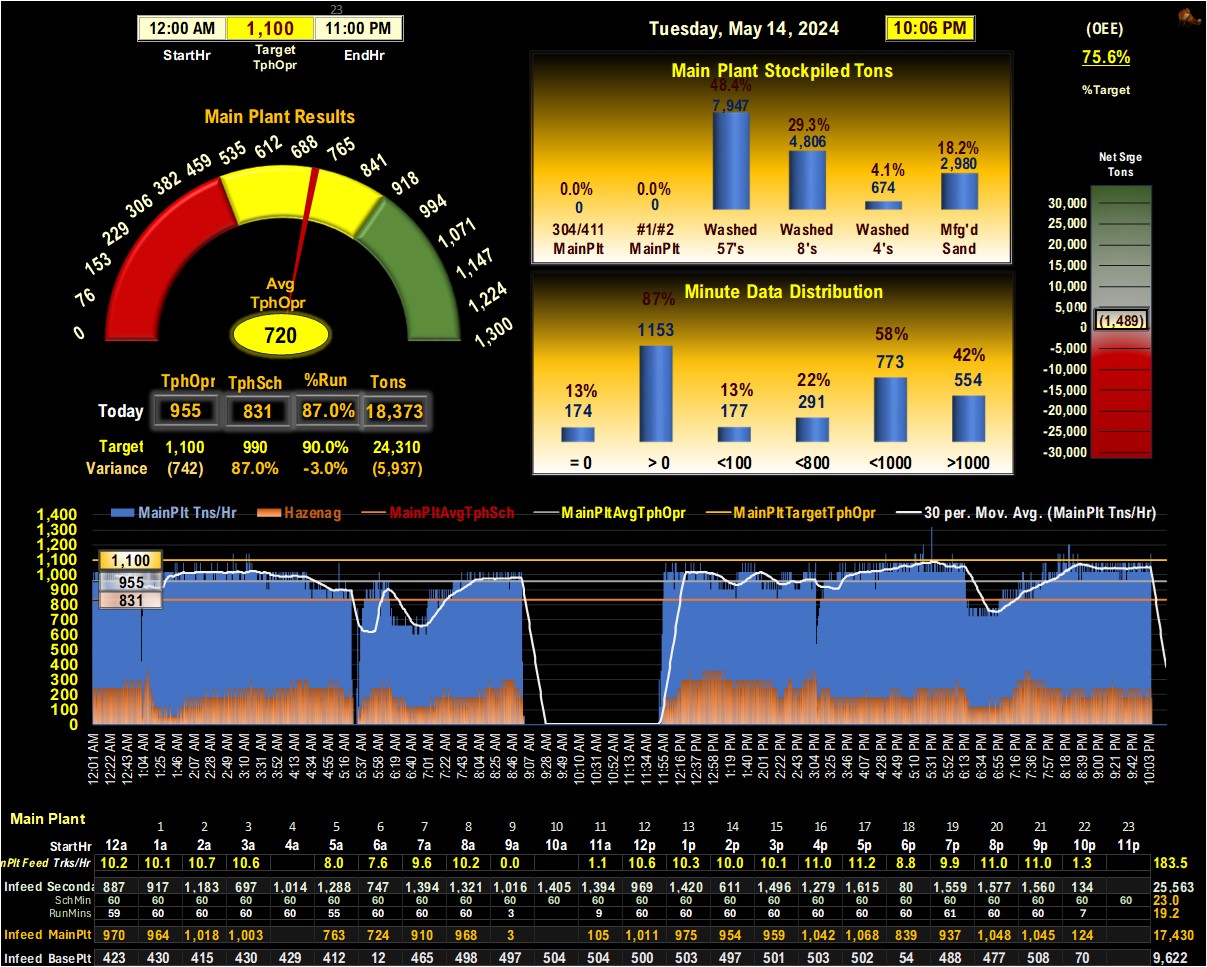 23
12:00 AM 1,100 11:00 PM
StartHr Target TphOpr EndHr
Tuesday, May 14, 2024 10:06 PM
(OEE)
75.6%
%Target
Main Plant Results
0 76 153 229 306 382 459 535 612 688 765 841 918 994 1,071 1,147 1,224 1,300
Avg
TphOpr
720
TphOpr TphSch %Run Tons
Today 955 831 87.0% 18,373
Target 1,100 990 90.0% 24,310
Variance (742) 87.0% -3.0% (5,937)
Main Plant Stockpiled Tons
0.0% 0.0% 48.4% 29.3% 4.1% 18.2%
0 0 7,947 4,806 674 2,980
304/411 #1/#2 Washed Washed Washed Mfg'd
MainPlt MainPlt 57's 8's 4's Sand
Minute Data Distribution
13% 87% 13% 22% 58% 42%
174 1153 177 291 773 554
= 0 > 0 <100 <800 <1000 >1000
Net Srge
Tons
30,000
25,000
20,000
15,000
10,000
5,000
(1,489)
0
-5,000
-10,000
-15,000
-20,000
-25,000
-30,000
MainPlt Tns/Hr Hazenag MainPltAvgTphSch MainPltAvgTphOpr MainPltTargetTphOpr 30 per. Mov. Avg. (MainPlt Tns/Hr)
1,400
1,300
1,200
1,100
1,000
900
800
700
600
500
400
300
200
100
0
1,100
955
831
12:01 AM 12:22 AM 12:43 AM 1:04 AM 1:25 AM 1:46 AM 2:07 AM 2:28 AM 2:49 AM 3:10 AM 3:31 AM 3:52 AM 4:13 AM 4:34 AM 4:55 AM 5:16 AM 5:37 AM 5:58 AM 6:19 AM 6:40 AM 7:01 AM 7:22 AM 7:43 AM 8:04 AM 8:25 AM 8:46 AM 9:07 AM 9:28 AM 9:49 AM 10:10 AM 10:31 AM 10:52 AM 11:13 AM 11:34 AM 11:55 AM 12:16 PM 12:37 PM 12:58 PM 1:19 PM 1:40 PM 2:01 PM 2:22 PM 2:43 PM 3:04 PM 3:25 PM 3:46 PM 4:07 PM 4:28 PM 4:49 PM 5:10 PM 5:31 PM 5:52 PM 6:13 PM 6:34 PM 6:55 PM 7:16 PM 7:36 PM 7:57 PM 8:18 PM 8:39 PM 9:00 PM 9:21 PM 9:42 PM 10:03 PM
Main Plant
1 2 3 4 5 6 7 8 9 10 11 12 13 14 15 16 17 18 19 20 21 22 23
StartHr 12a 1a 2a 3a 4a 5a 6a 7a 8a 9a 10a 11a 12p 1p 2p 3p 4p 5p 6p 7p 8p 9p 10p 11p
nPlt Feed Trks/Hr 10.2 10.1 10.7 10.6 8.0 7.6 9.6 10.2 0.0 1.1 10.6 10.3 10.0 10.1 11.0 11.2 8.8 9.9 11.0 11.0 1.3 183.5
Infeed Seconda 887 917 1,183 697 1,014 1,288 747 1,394 1,321 1,016 1,405 1,394 969 1,420 611 1,496 1,279 1,615 80 1,559 1,577 1,560 134 25,563
SchMin 60 60 60 60 60 60 60 60 60 60 60 60 60 60 60 60 60 60 60 60 60 60 60 60 23.0
RunMins 59 60 60 60 60 55 60 60 60 3 9 60 60 60 60 60 60 60 61 60 60 7 19.2
Infeed MainPlt 970 964 1,018 1,003 763 724 910 968 3 105 1,011 975 954 959 1,042 1,068 839 937 1,048 1,045 124 17,430
Infeed BasePlt 423 430 415 430 429 412 12 465 498 497 504 504 500 503 497 501 503 502 54 488 477 508 70 9,622